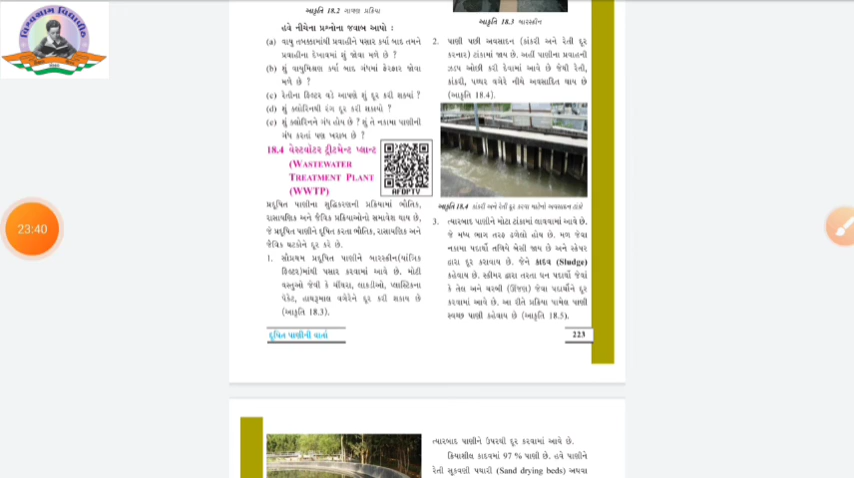 વિશ્વગ્રામ વિદ્યાપીઠ
23:40
આકૃતિ 18.2 ગાળણ પ્રક્રિયા
હવે નીચેના પ્રશ્નોના જવાબ આપો :
(a) વાયુ તબક્કામાંથી પ્રવાહીને પસાર કર્યા બાદ તમને
પ્રવાહીના દેખાવમાં શું જોવા મળે છે ?
(b) શું વાયુમિશ્રણ કર્યા બાદ ગંધમાં ફેરફાર જોવા
મળે છે ?
(c) રેતીના ફિલ્ટર વડે આપણે શું દૂર કરી શક્યાં ?
(d) શું ક્લોરિનથી રંગ દૂર કરી શકાયો ?
(e) શું ક્લોરિનને ગંધ હોય છે ? શું તે નકામા પાણીની
ગંધ કરતાં પણ ખરાબ છે ?
18.4 વેસ્ટવોટર ટ્રીટમેન્ટ પ્લાન્ટ
(WASTEWATER
TREATMENT PLANT
(WWTP)
AFDPTV
પ્રદૂષિત પાણીના શુદ્ધિકરણની પ્રક્રિયામાં ભૌતિક,
રાસાયણિક અને જૈવિક પ્રક્રિયાઓનો સમાવેશ થાય છે,
જે પ્રદૂષિત પાણીને દૂષિત કરતા ભૌતિક, રાસાયણિક અને
જૈવિક ઘટકોને દૂર કરે છે.
1. સૌપ્રથમ પ્રદૂષિત પાણીને બારસ્ક્રીન(યાંત્રિક
ફિલ્ટર)માંથી પસાર કરવામાં આવે છે. મોટી
વસ્તુઓ જેવી કે ચીંથરા, લાકડીઓ, પ્લાસ્ટિકના
પેકેટ, હાથરૂમાલ વગેરેને દૂર કરી શકાય છે
(આકૃતિ 18.3).
દૂષિત પાણીની વાર્તા
આકૃતિ 18.3 બારસ્ક્રીન
2. પાણી પછી અવસાદન (કાંકરી અને રેતી દૂર
કરનાર) ટાંકામાં જાય છે. અહીં પાણીના પ્રવાહની
ઝડપ ઓછી કરી દેવામાં આવે છે જેથી રેતી,
કાંકરી, પથ્થર વગેરે નીચે અવસાદિત થાય છે
(આકૃતિ 18.4).
આકૃતિ 18.4 કાંકરી અને રેતી દૂર કરવા માટેનો અવસાદન ટાંકો
3. ત્યારબાદ પાણીને મોટા ટાંકામાં લાવવામાં આવે છે.
જે મધ્ય ભાગ તરફ ઢળેલો હોય છે. મળ જેવા
નકામા પદાર્થો તળિયે બેસી જાય છે અને સ્ક્રેપર
દ્વારા દૂર કરાવાય છે. જેને કાદવ (Sludge)
કહેવાય છે. સ્કીમર દ્વારા તરતા ઘન પદાર્થો જેવાં
કે તેલ અને ચરબી (ઊંજણ) જેવા પદાર્થોને દૂર
કરવામાં આવે છે. આ રીતે પ્રક્રિયા પામેલ પાણી
સ્વચ્છ પાણી કહેવાય છે (આકૃતિ 18.5).
223
ત્યારબાદ પાણીને ઉપરથી દૂર કરવામાં આવે છે.
ક્રિયાશીલ કાદવમાં 97 % પાણી છે. હવે પાણીને
રેતી સૂકવણી પથારી (Sand drying beds) અથવા